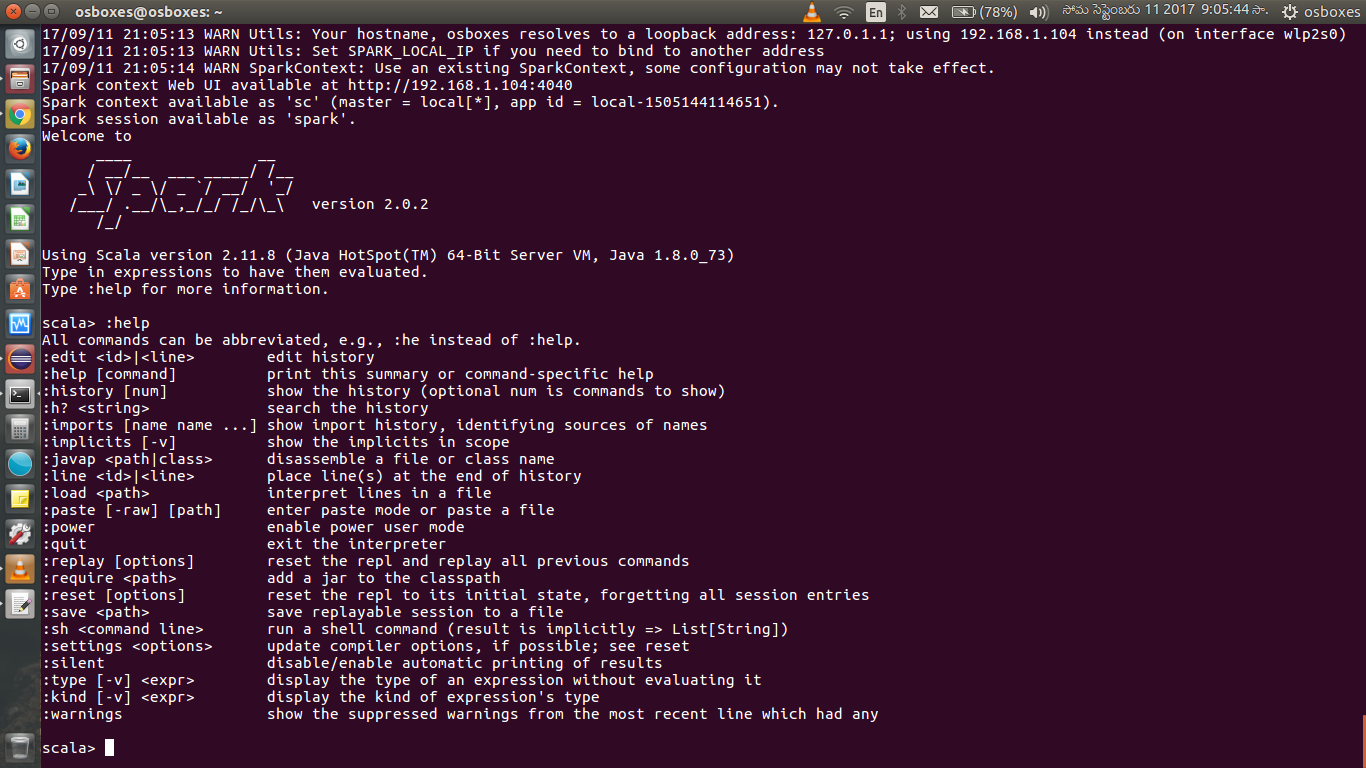 osboxes@osboxes: ~
En
(78%)
సోమ సెప్టెంబరు 11 2017 9:05:44 సా.
osboxes
17/09/11 21:05:13 WARN Utils: Your hostname, osboxes resolves to a loopback address: 127.0.1.1; using 192.168.1.104 instead (on interface wlp2s0)
17/09/11 21:05:13 WARN Utils: Set SPARK_LOCAL_IP if you need to bind to another address
17/09/11 21:05:14 WARN SparkContext: Use an existing SparkContext, some configuration may not take effect.
Spark context Web UI available at http://192.168.1.104:4040
Spark context available as 'sc' (master = local[*], app id = local-1505144114651).
Spark session available as 'spark'.
Welcome to
      ____              __
     / __/__  ___ _____/ /__
    _\ \/ _ \/ _ `/ __/  '_/
   /___/ .__/\_,_/_/ /_/\_\   version 2.0.2
      /_/
Using Scala version 2.11.8 (Java HotSpot(TM) 64-Bit Server VM, Java 1.8.0_73)
Type in expressions to have them evaluated.
Type :help for more information.
scala> :help
All commands can be abbreviated, e.g., :he instead of :help.
:edit <id>|<line>        edit history
:help [command]          print this summary or command-specific help
:history [num]           show the history (optional num is commands to show)
:h? <string>             search the history
:imports [name name ...] show import history, identifying sources of names
:implicits [-v]          show the implicits in scope
:javap <path|class>      disassemble a file or class name
:line <id>|<line>        place line(s) at the end of history
:load <path>             interpret lines in a file
:paste [-raw] [path]     enter paste mode or paste a file
:power                   enable power user mode
:quit                    exit the interpreter
:replay [options]        reset the repl and replay all previous commands
:require <path>          add a jar to the classpath
:reset [options]         reset the repl to its initial state, forgetting all session entries
:save <path>             save replayable session to a file
:sh <command line>       run a shell command (result is implicitly => List[String])
:settings <options>      update compiler options, if possible; see reset
:silent                  disable/enable automatic printing of results
:type [-v] <expr>        display the type of an expression without evaluating it
:kind [-v] <expr>        display the kind of expression's type
:warnings                show the suppressed warnings from the most recent line which had any
scala>